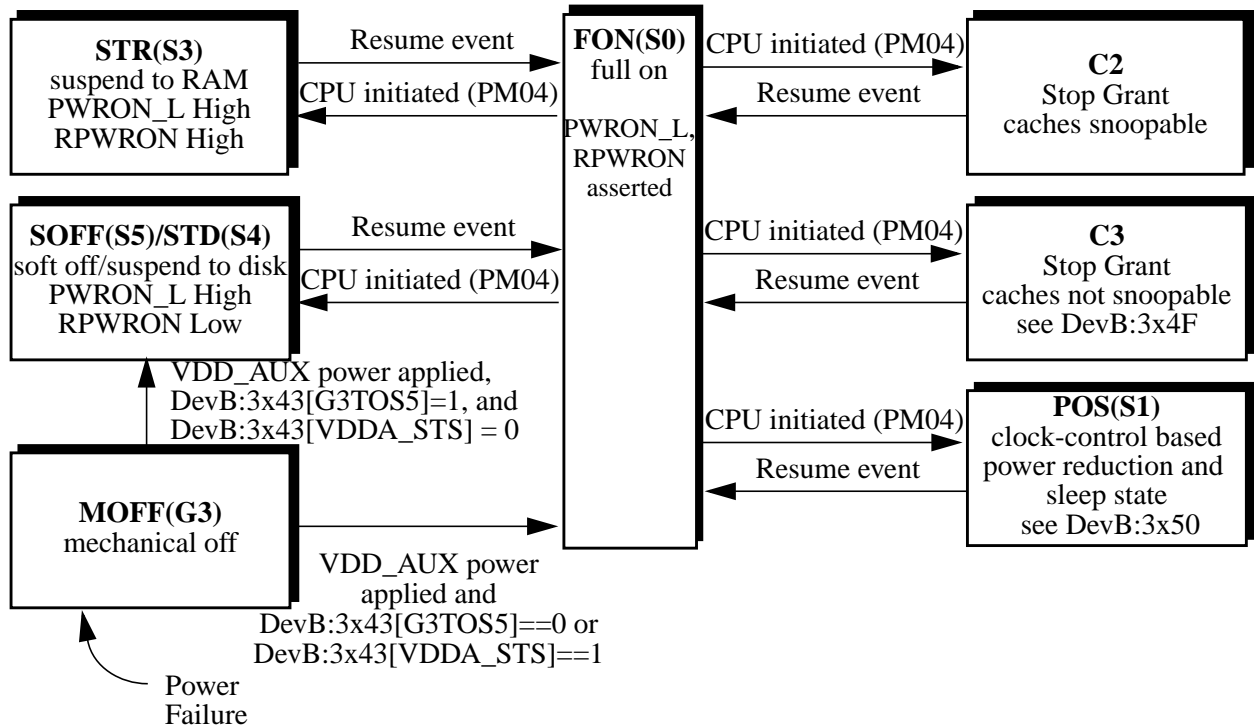 STR(S3)
suspend to RAM
PWRON_L High
RPWRON High
Resume event
CPU initiated (PM04)
FON(S0)
full on
PWRON_L,
RPWRON
asserted
CPU initiated (PM04)
Resume event
C2
Stop Grant
caches snoopable
SOFF(S5)/STD(S4)
soft off/suspend to disk
PWRON_L High
RPWRON Low
Resume event
CPU initiated (PM04)
CPU initiated (PM04)
Resume event
C3
Stop Grant
caches not snoopable
see DevB:3x4F
VDD_AUX power applied,
DevB:3x43[G3TOS5]=1, and
DevB:3x43[VDDA_STS] = 0
CPU initiated (PM04)
Resume event
POS(S1)
clock-control based
power reduction and
sleep state
see DevB:3x50
MOFF(G3)
mechanical off
VDD_AUX power
applied and
DevB:3x43[G3TOS5]==0 or
DevB:3x43[VDDA_STS]==1
Power
Failure